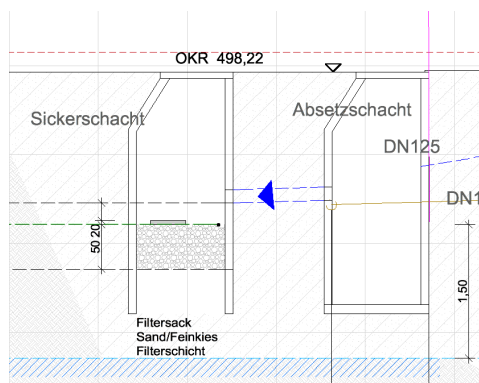 OKR 498,22
Sickerschacht
Absetzschacht
DN125
DN1
20
50
1,50
Filtersack
Sand/Feinkies
Filterschicht